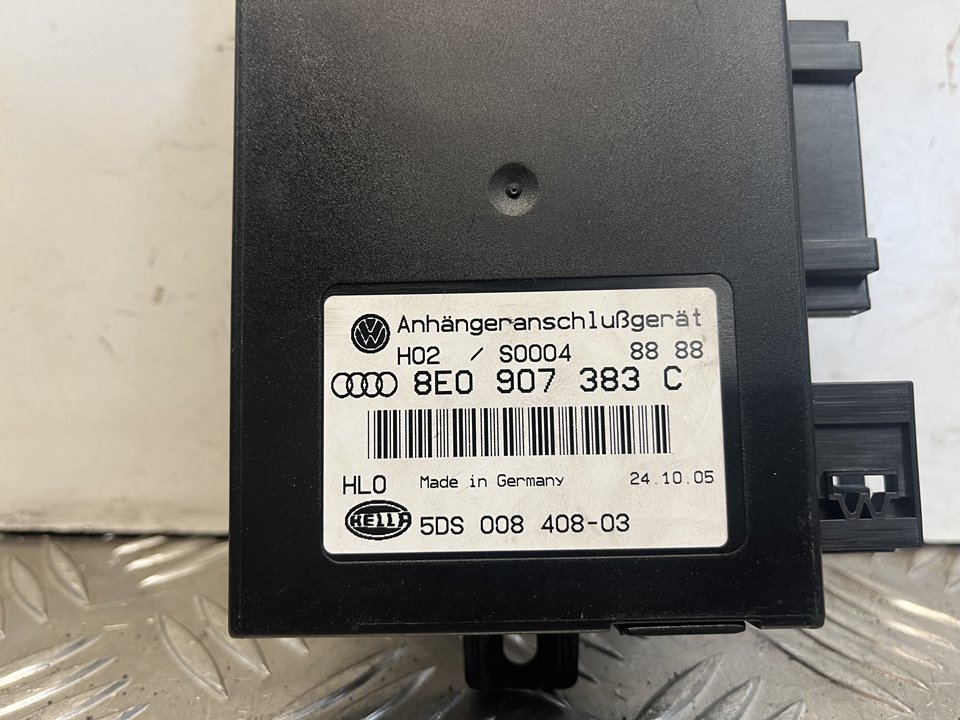 Anhängeranschlußgerät
H02 / S0004 88 88
8E0 907 383 C
HLO Made in Germany 24.10.05
HELLA 5DS 008 408-03